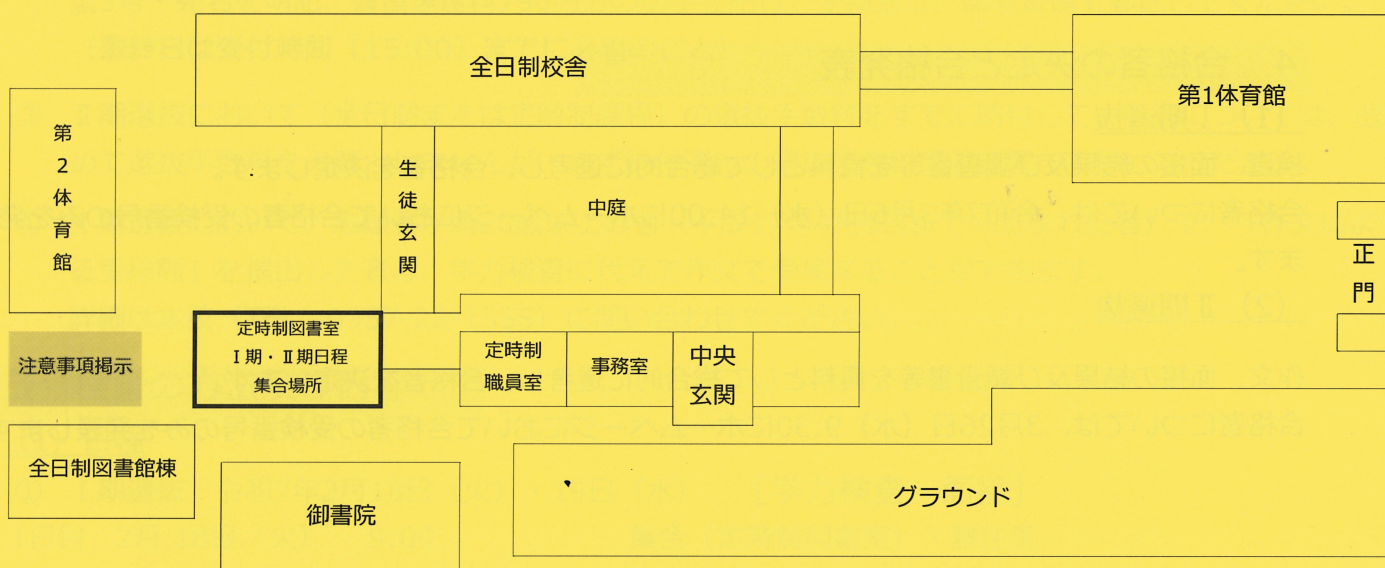 全日制校舎
第1体育館
第2体育館
生徒玄関
中庭
正門
定時制図書室
Ⅰ期・Ⅱ期日程
集合場所
注意事項掲示
定時制
職員室
事務室
中央
玄関
全日制図書館棟
御書院
グラウンド